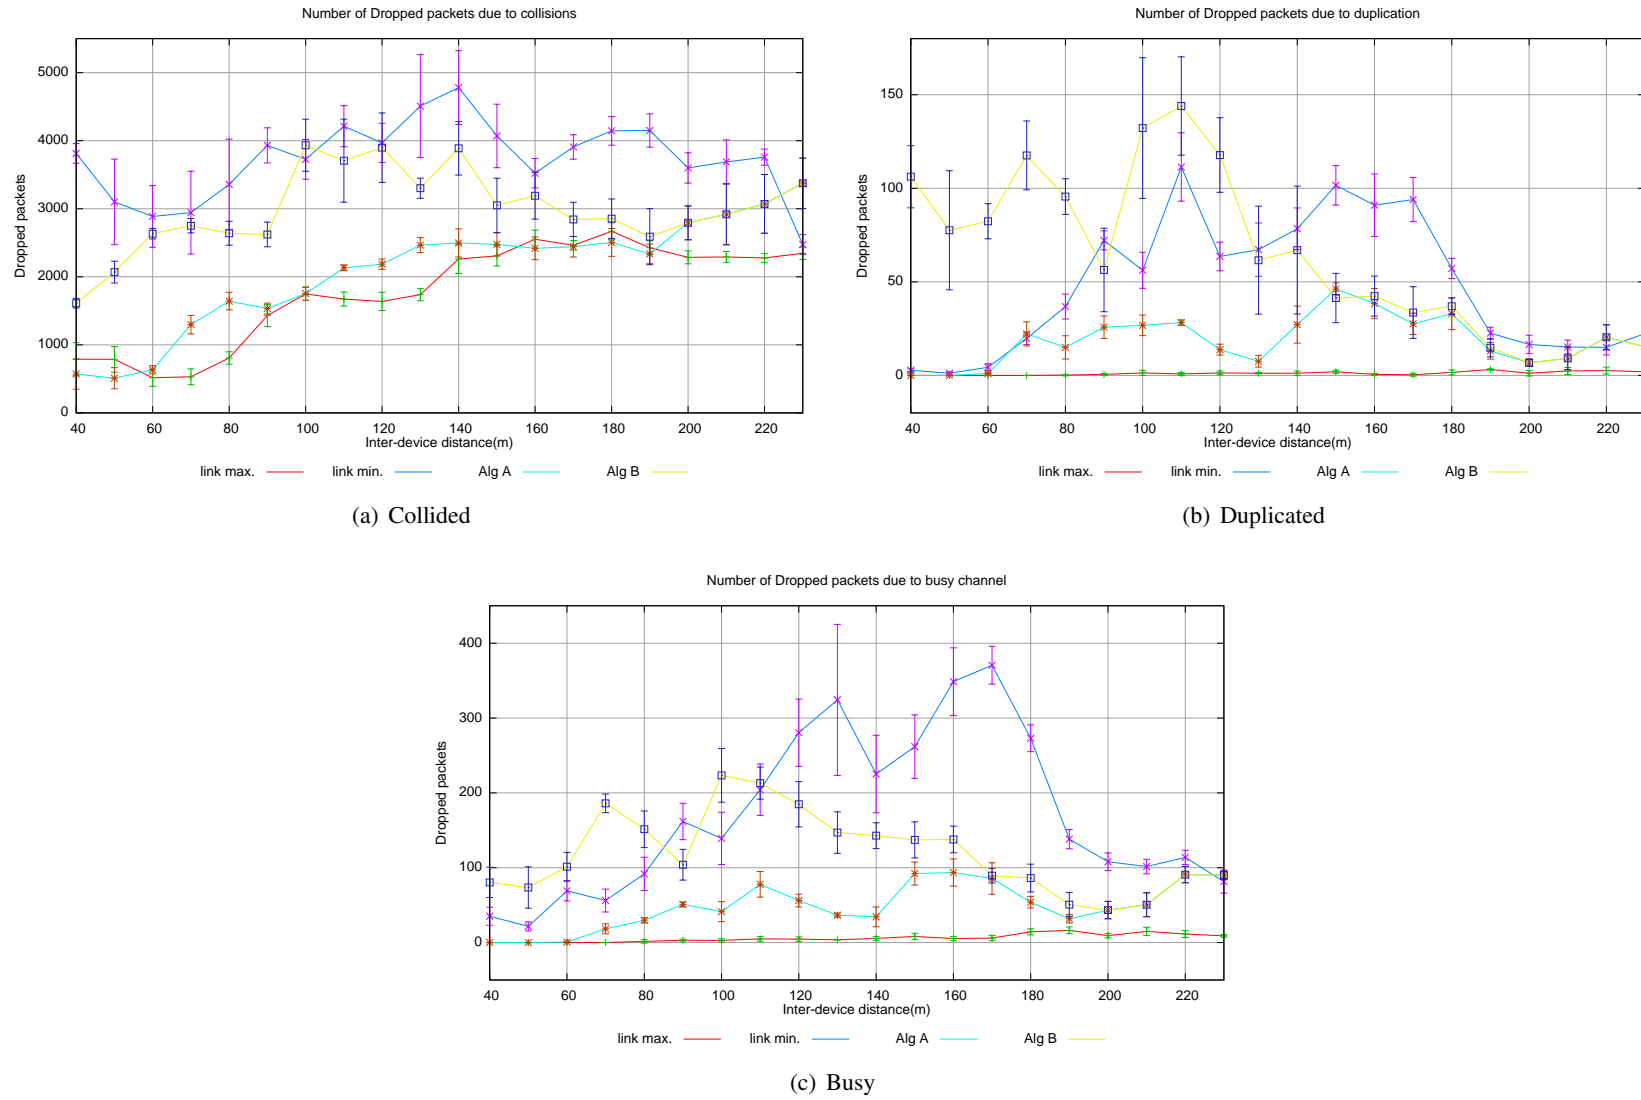 Number of Dropped packets due to collisions
Dropped packets
5000
4000
3000
2000
1000
0
40 60 80 100 120 140 160 180 200 220
Inter-device distance(m)
link max. link min. Alg A Alg B
(a) Collided
Number of Dropped packets due to duplication
Dropped packets
150
100
50
0
40 60 80 100 120 140 160 180 200 220
Inter-device distance(m)
link max. link min. Alg A Alg B
(b) Duplicated
Number of Dropped packets due to busy channel
Dropped packets
400
300
200
100
0
40 60 80 100 120 140 160 180 200 220
Inter-device distance(m)
link max. link min. Alg A Alg B
(c) Busy